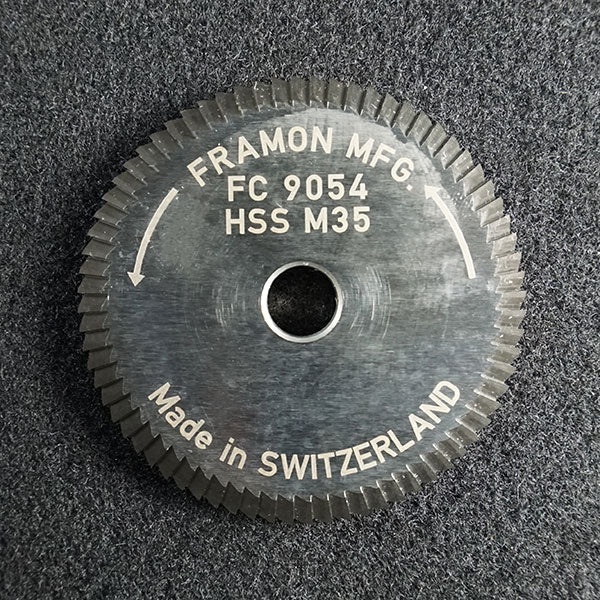 FRAMON MFG.
FC 9054
HSS M35
Made in SWITZERLAND